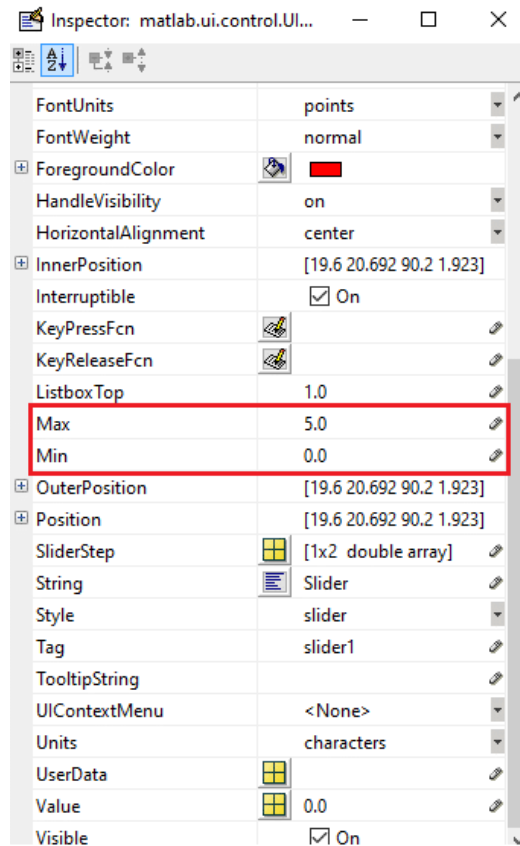 Inspector: matlab.ui.control.UI...
FontUnits points
FontWeight normal
ForegroundColor
HandleVisibility on
HorizontalAlignment center
InnerPosition [19.6 20.692 90.2 1.923]
Interruptible On
KeyPressFcn
KeyReleaseFcn
ListboxTop 1.0
Max 5.0
Min 0.0
OuterPosition [19.6 20.692 90.2 1.923]
Position [19.6 20.692 90.2 1.923]
SliderStep [1x2 double array]
String Slider
Style slider
Tag slider1
TooltipString
UIContextMenu <None>
Units characters
UserData
Value 0.0
Visible On